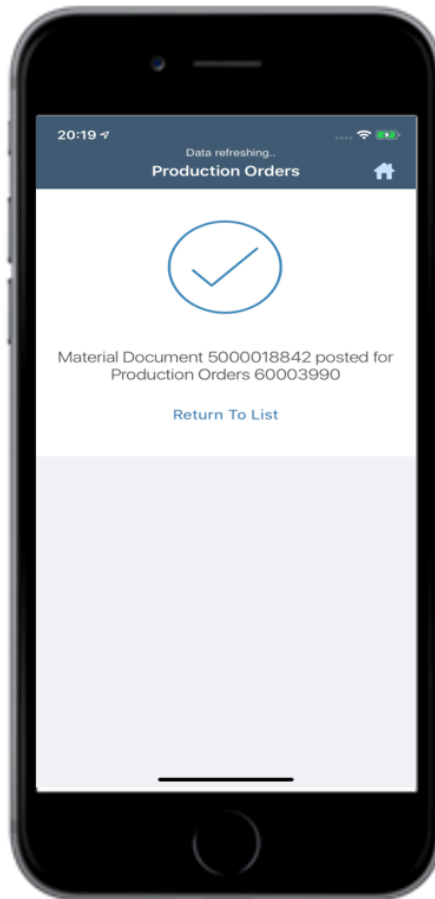 20:19
Data refreshing..
Production Orders
Material Document 5000018842 posted for
Production Orders 60003990
Return To List